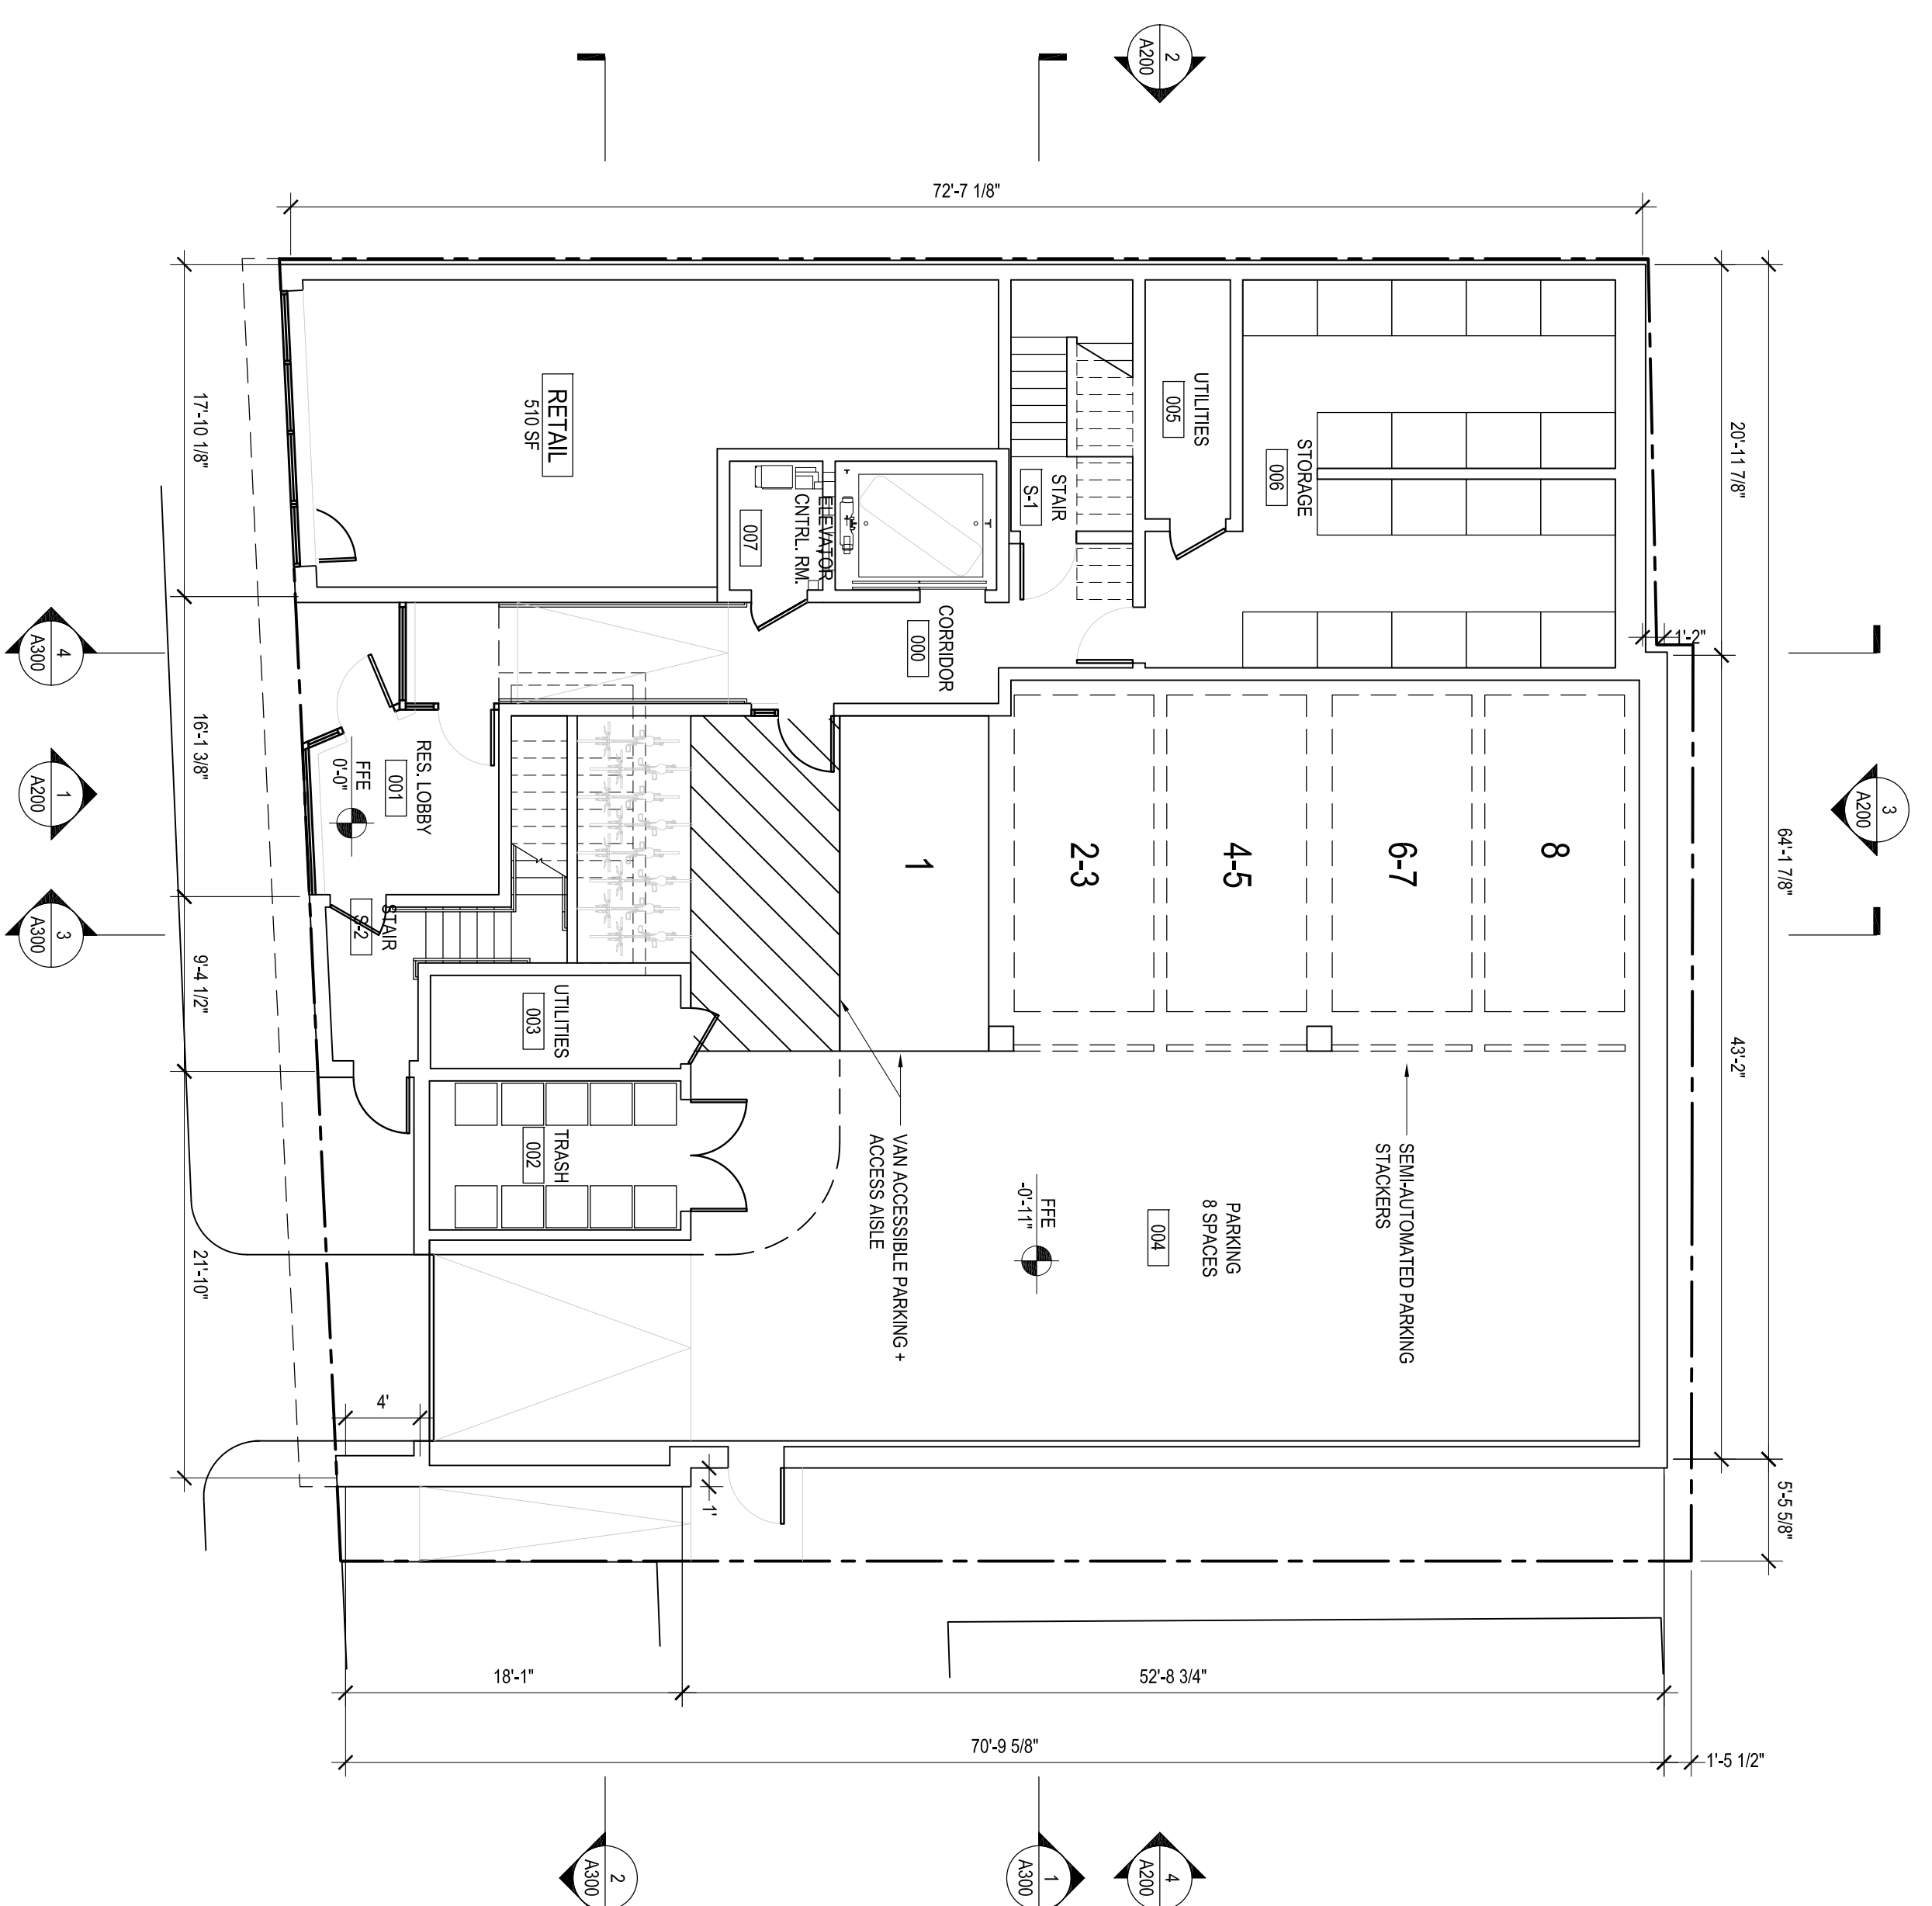 2
A200
72'-7 1/8"
20'-11 7/8"
1'-2"
64'-1 7/8"
43'-2"
5'-5 5/8"
3
A200
UTILITIES
005
STORAGE
006
STAIR
S-1
RETAIL
510 SF
ELEVATOR
CNTRL. RM.
007
CORRIDOR
000
17'-10 1/8"
16'-1 3/8"
9'-4 1/2"
21'-10"
4
A300
1
A200
3
A300
RES. LOBBY
001
FFE
0'-0"
STAIR
S-2
UTILITIES
003
TRASH
002
1
2-3
4-5
6-7
8
VAN ACCESSIBLE PARKING +
ACCESS AISLE
SEMI-AUTOMATED PARKING
STACKERS
PARKING
8 SPACES
004
FFE
-0'-11"
4'
1'
18'-1"
52'-8 3/4"
70'-9 5/8"
1'-5 1/2"
2
A300
1
A300
4
A200